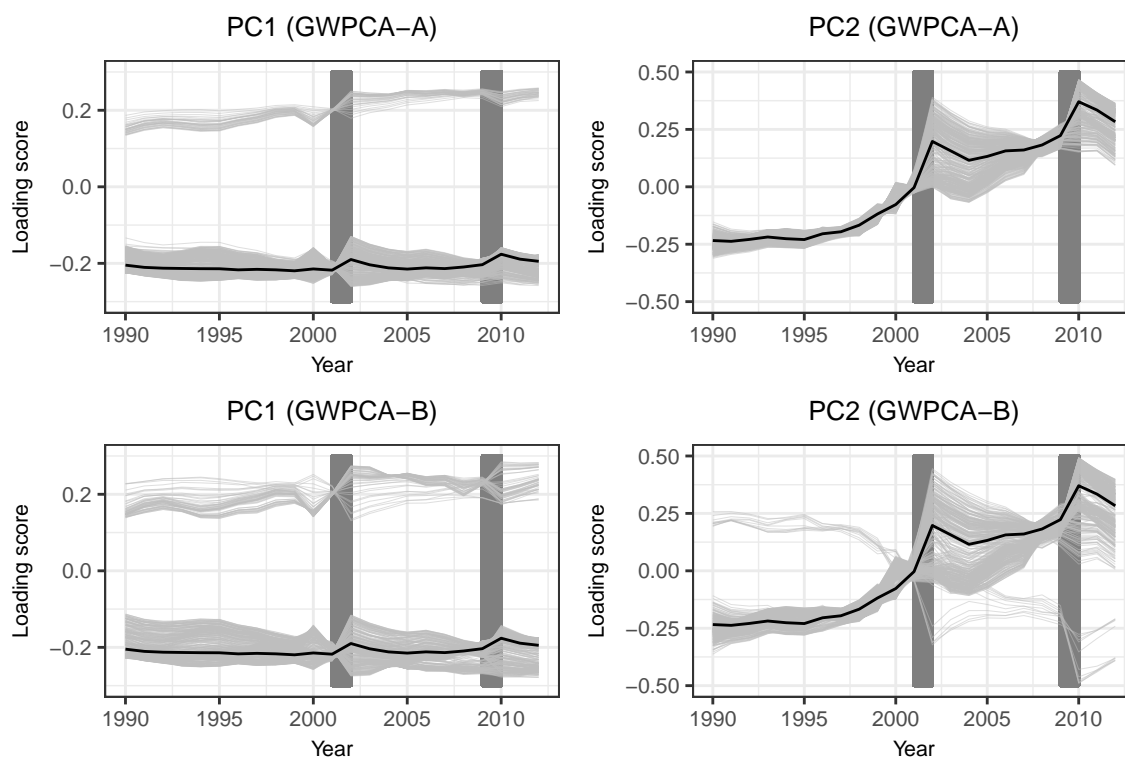 PC1 (GWPCA−A)
Loading score
0.2
0.0
−0.2
1990 1995 2000 2005 2010
Year
PC2 (GWPCA−A)
Loading score
0.50
0.25
0.00
−0.25
−0.50
1990 1995 2000 2005 2010
Year
PC1 (GWPCA−B)
Loading score
0.2
0.0
−0.2
1990 1995 2000 2005 2010
Year
PC2 (GWPCA−B)
Loading score
0.50
0.25
0.00
−0.25
−0.50
1990 1995 2000 2005 2010
Year